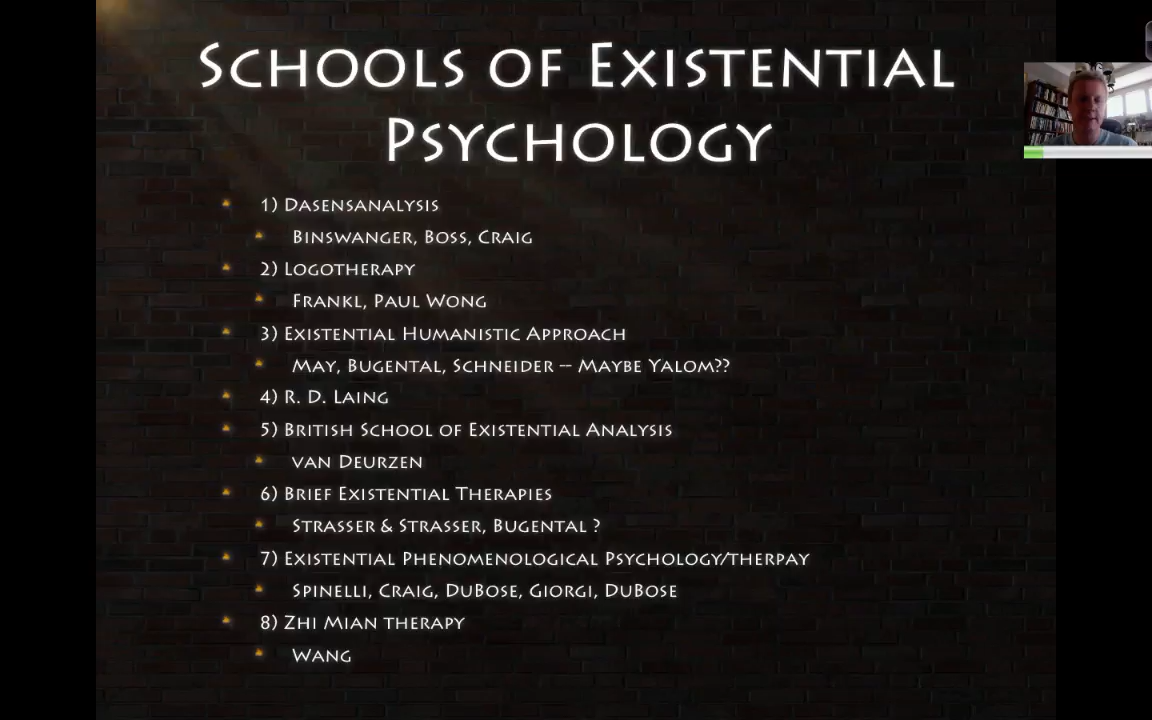 Schools of Existential
Psychology
1) Dasensanalysis
Binswanger, Boss, Craig
2) Logotherapy
Frankl, Paul Wong
3) Existential Humanistic Approach
May, Bugental, Schneider -- Maybe Yalom??
4) R. D. Laing
5) British School of Existential Analysis
van Deurzen
6) Brief Existential Therapies
Strasser & Strasser, Bugental ?
7) Existential Phenomenological Psychology/therpay
Spinelli, Craig, DuBose, Giorgi, DuBose
8) Zhi Mian therapy
Wang